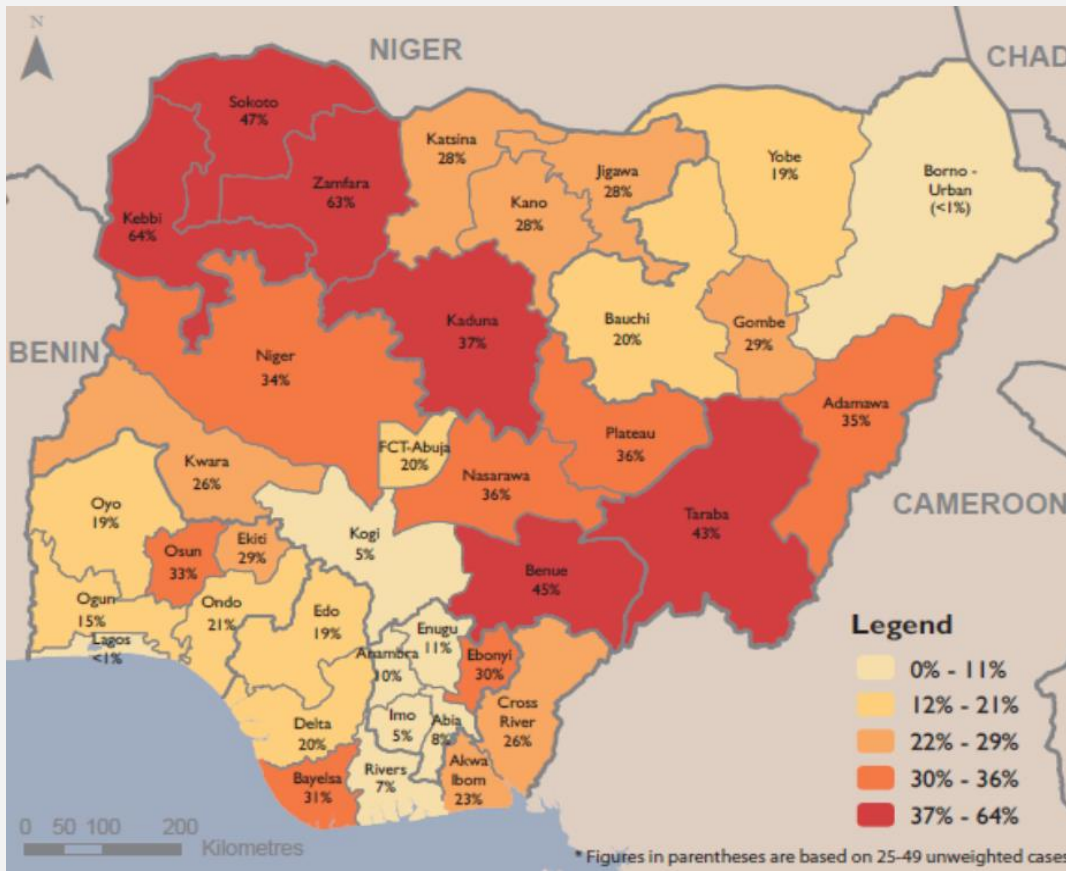 N
NIGER
CHAD
Sokoto
47%
Katsina
28%
Jigawa
28%
Yobe
19%
Borno -
Urban
(<1%)
Zamfara
63%
Kano
28%
Kebbi
64%
Kaduna
37%
Bauchi
20%
Gombe
29%
BENIN
Niger
34%
Adamawa
35%
Plateau
36%
FCT-Abuja
20%
Nasarawa
36%
Kwara
26%
Oyo
19%
CAMEROON
Taraba
43%
Kogi
5%
Osun
33%
Ekiti
29%
Benue
45%
Ogun
15%
Ondo
21%
Edo
19%
Enugu
11%
Lagos
<1%
Anambra
10%
Ebonyi
30%
Cross
River
26%
Imo
5%
Abia
8%
Delta
20%
Bayelsa
31%
Rivers
7%
Akwa
Ibom
23%
Legend
0% - 11%
12% - 21%
22% - 29%
30% - 36%
37% - 64%
0 50 100 200
Kilometres
* Figures in parentheses are based on 25-49 unweighted cases